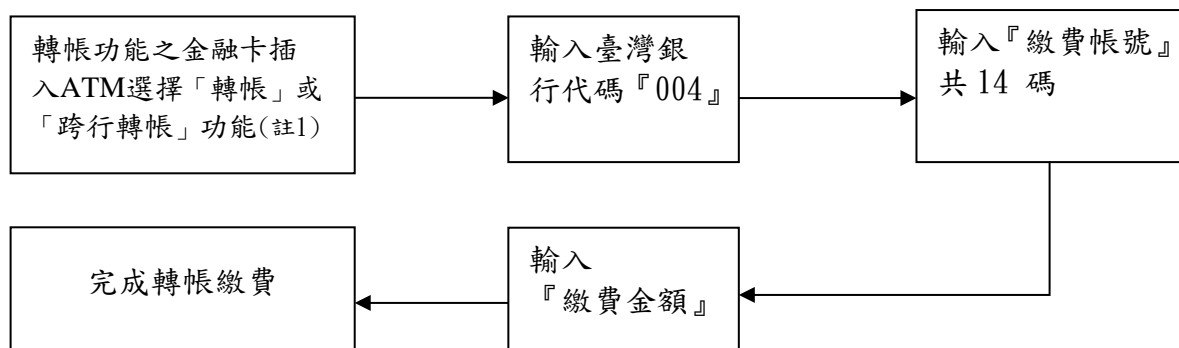 轉帳功能之金融卡插
入ATM選擇「轉帳」或
「跨行轉帳」功能(註1)
輸入臺灣銀
行代碼『004』
輸入『繳費帳號』
共 14 碼
輸入
『繳費金額』
完成轉帳繳費